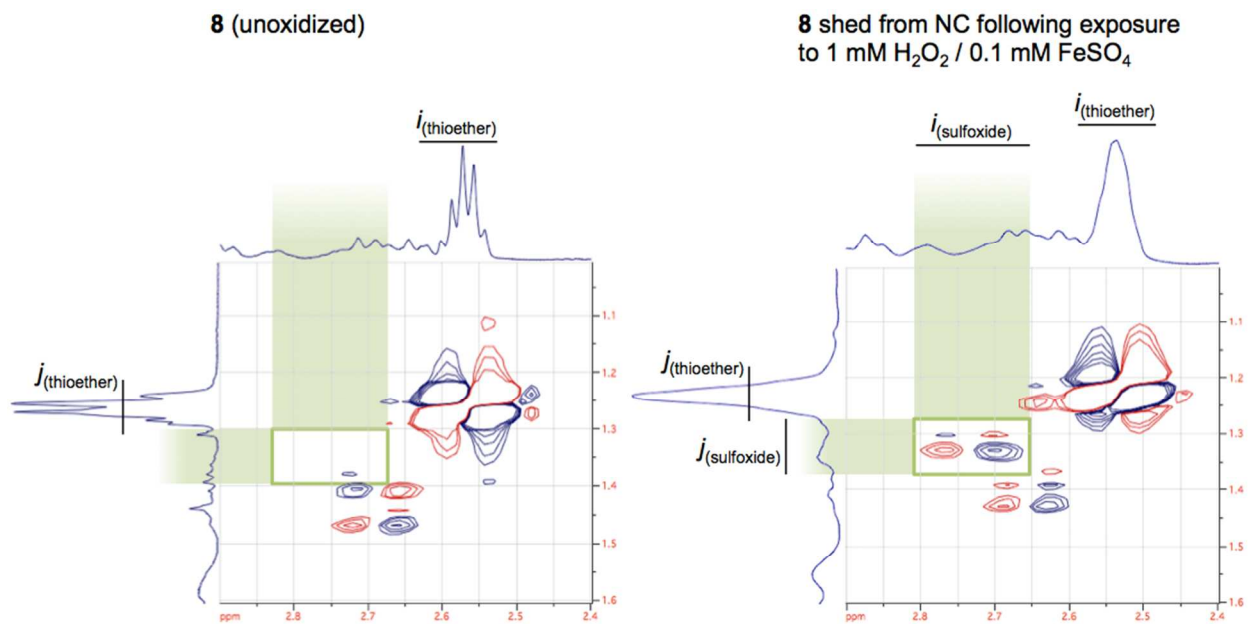 8 (unoxidized)
8 shed from NC following exposure
to 1 mM H₂O₂ / 0.1 mM FeSO₄
i(thioether)
j(thioether)
1.1
1.2
1.3
1.4
1.5
1.6
ppm 2.8 2.7 2.6 2.5 2.4
i(sulfoxide)
i(thioether)
j(thioether)
j(sulfoxide)
1.1
1.2
1.3
1.4
1.5
1.6
ppm 2.8 2.7 2.6 2.5 2.4